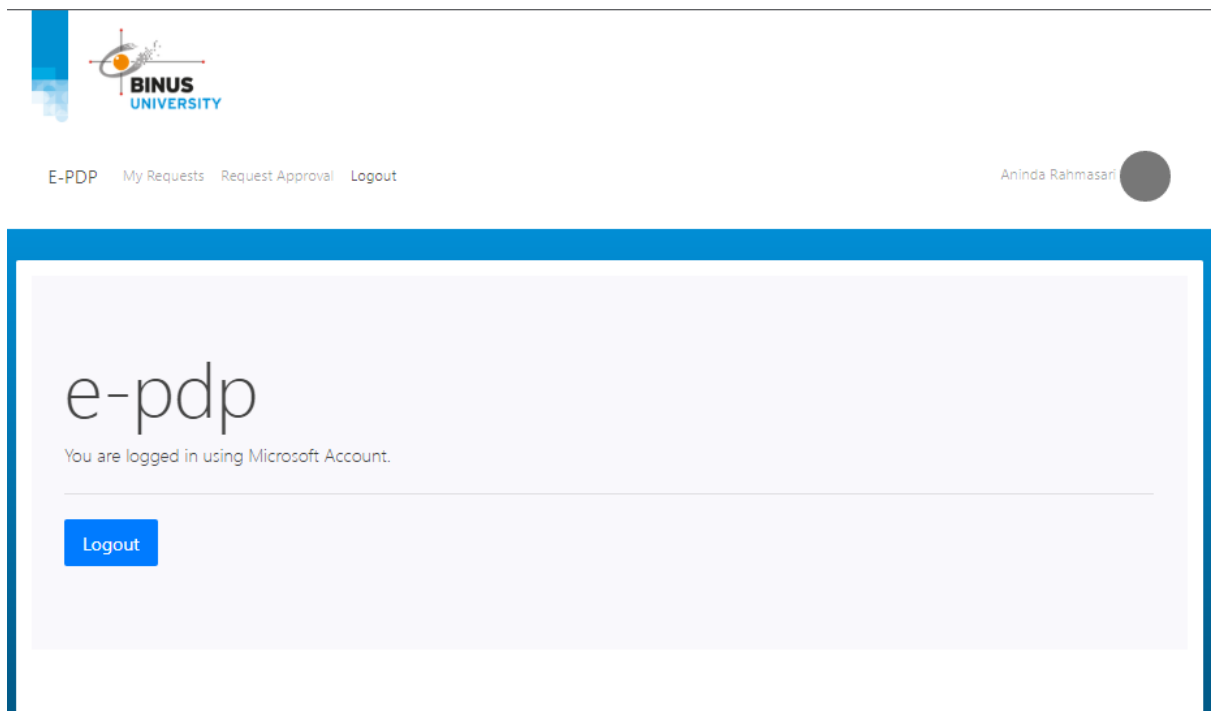 BINUS
UNIVERSITY
E-PDP My Requests Request Approval Logout Aninda Rahmasari
e-pdp
You are logged in using Microsoft Account.
Logout